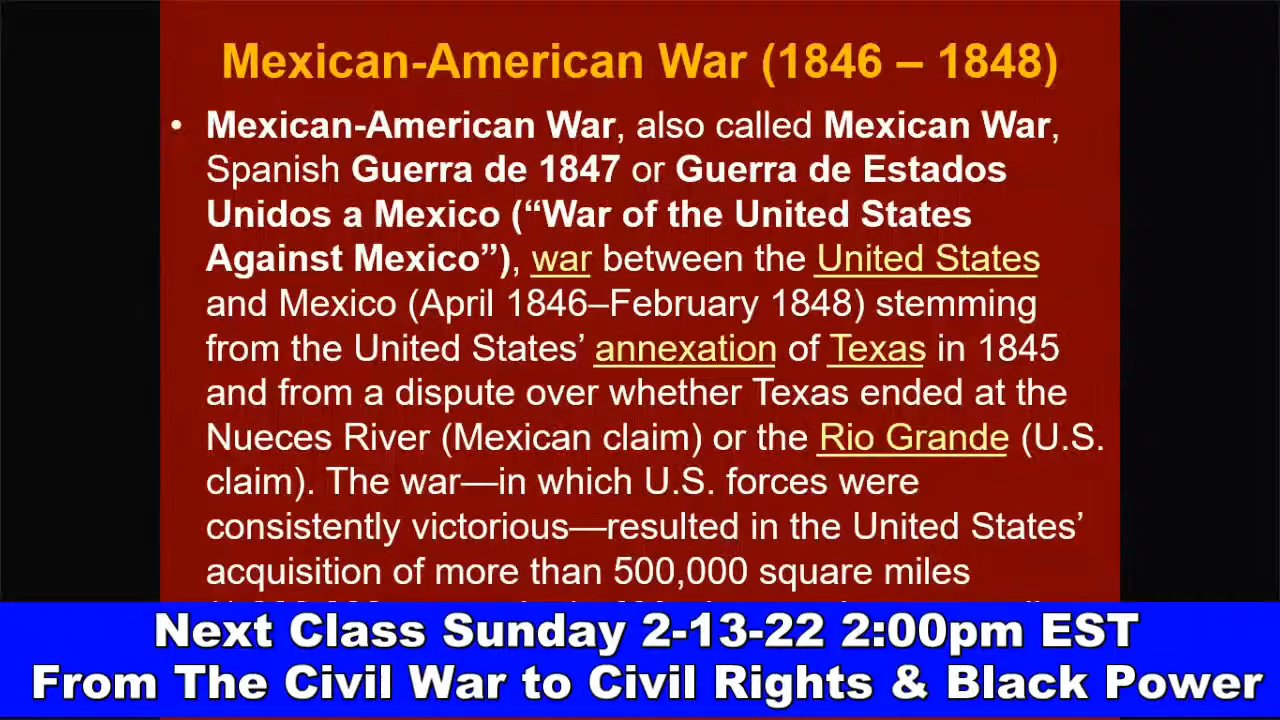 Mexican-American War (1846 – 1848)
• Mexican-American War, also called Mexican War,
Spanish Guerra de 1847 or Guerra de Estados
Unidos a Mexico (“War of the United States
Against Mexico”), war between the United States
and Mexico (April 1846–February 1848) stemming
from the United States’ annexation of Texas in 1845
and from a dispute over whether Texas ended at the
Nueces River (Mexican claim) or the Rio Grande (U.S.
claim). The war—in which U.S. forces were
consistently victorious—resulted in the United States’
acquisition of more than 500,000 square miles
Next Class Sunday 2-13-22 2:00pm EST
From The Civil War to Civil Rights & Black Power